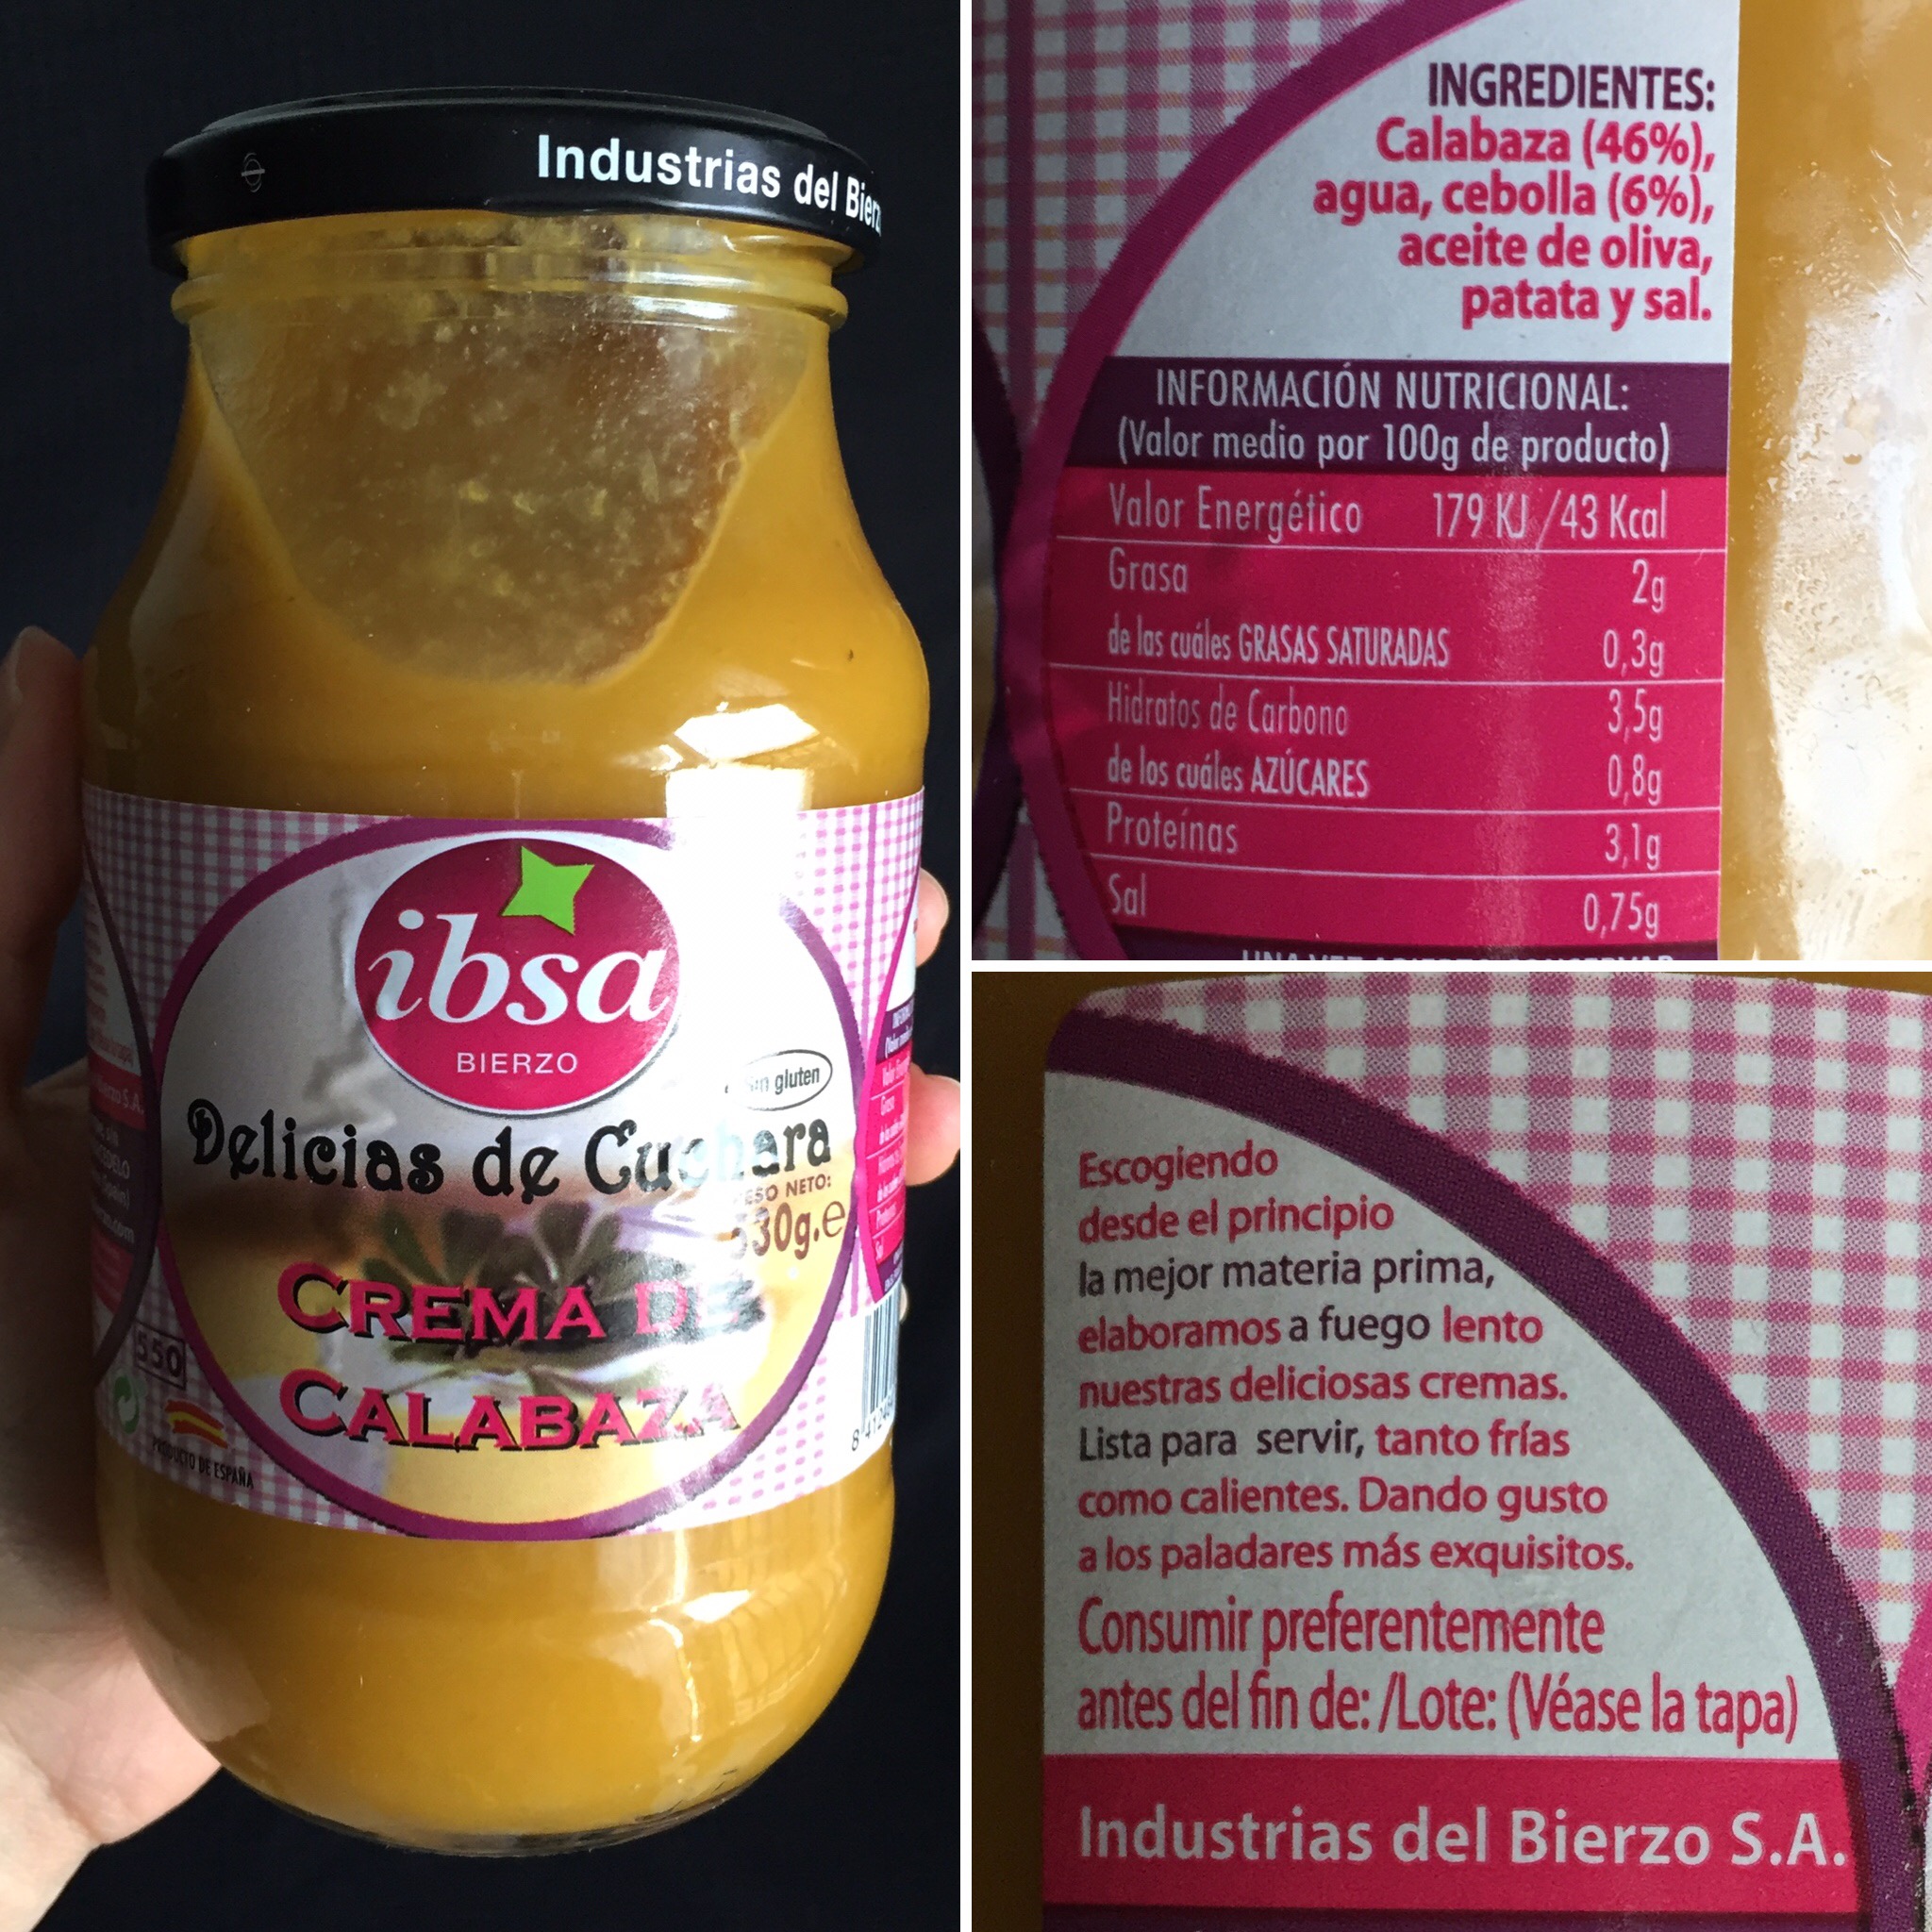 Industrias del
ibsa
BIERZO
gluten
Delicias de Cuchara
NETO:
CREMA DE
CALABAZA
550
PRODUCTO DE ESPAÑA
INGREDIENTES:
Calabaza (46%),
agua, cebolla (6%),
aceite de oliva,
patata y sal.
INFORMACIÓN NUTRICIONAL:
(Valor medio por 100g de producto)
Valor Energético 179 KJ /43 Kcal
Grasa 2g
de las cuáles GRASAS SATURADAS 0,3g
Hidratos de Carbono 3,5g
de los cuáles AZÚCARES 0,8g
Proteínas 3,1g
Sal 0,75g
Escogiendo
desde el principio
la mejor materia prima,
elaboramos a fuego lento
nuestras deliciosas cremas.
Lista para servir, tanto frías
como calientes. Dando gusto
a los paladares más exquisitos.
Consumir preferentemente
antes del fin de: /Lote: (Véase la tapa)
Industrias del Bierzo S.A.